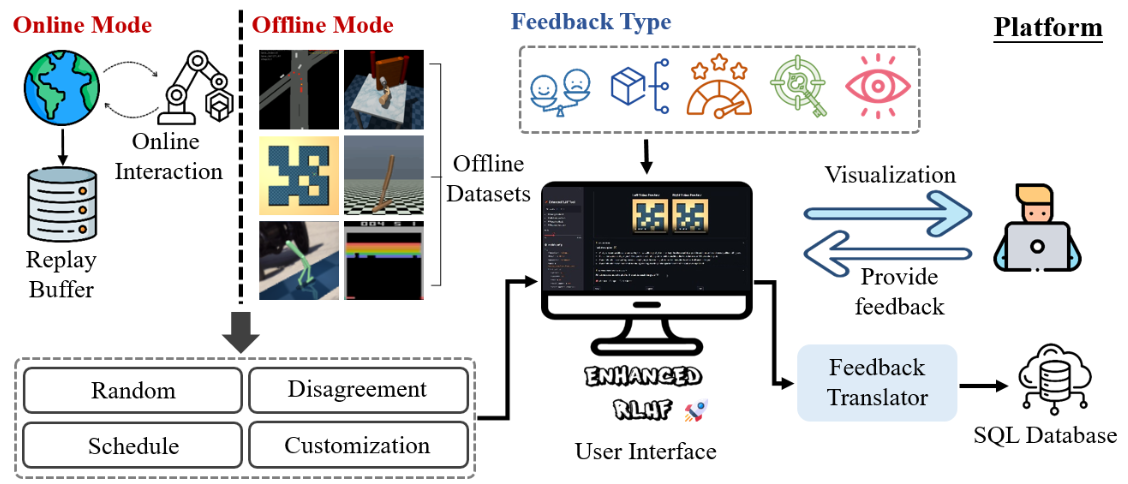 Online Mode
Offline Mode
Feedback Type
Platform
Online
Interaction
Replay
Buffer
Offline
Datasets
Visualization
Provide
feedback
Random
Disagreement
Schedule
Customization
ENHANCED
RLHF
User Interface
Feedback
Translator
SQL Database